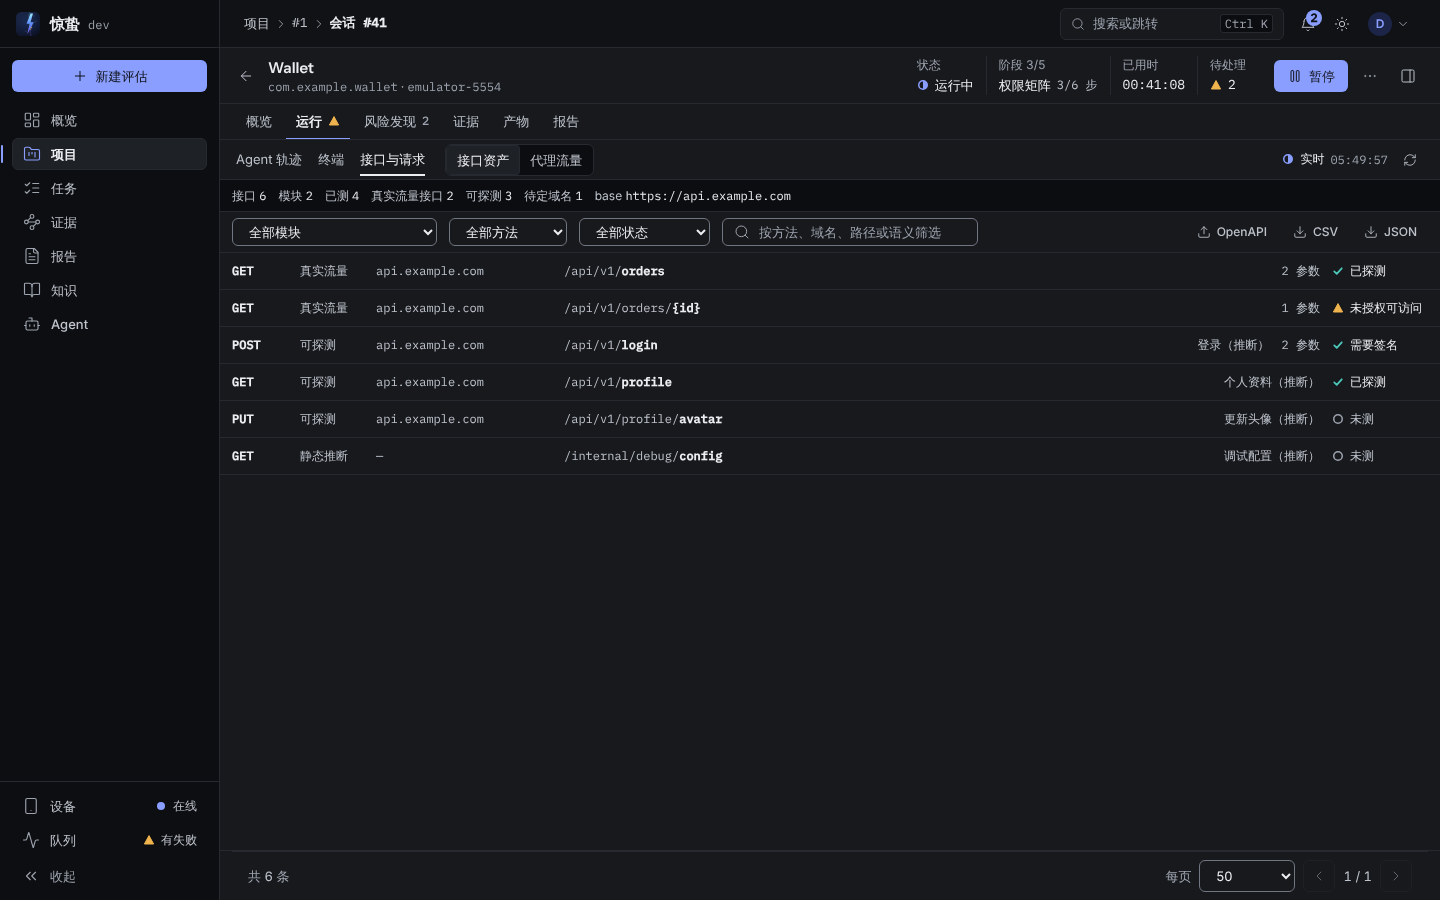 惊蛰 dev
项目 > #1 > 会话 #41
搜索或跳转 Ctrl K
2
D
新建评估
概览
项目
任务
证据
报告
知识
Agent
设备 在线
队列 有失败
收起
Wallet
com.example.wallet · emulator-5554
状态
运行中
阶段 3/5
权限矩阵 3/6 步
已用时
00:41:08
待处理
2
暂停
概览 运行 风险发现 2 证据 产物 报告
Agent 轨迹 终端 接口与请求 接口资产 代理流量
实时 05:49:57
接口 6 模块 2 已测 4 真实流量接口 2 可探测 3 待定域名 1 base https://api.example.com
全部模块 全部方法 全部状态 按方法、域名、路径或语义筛选
OpenAPI CSV JSON
GET 真实流量 api.example.com /api/v1/orders 2 参数 已探测
GET 真实流量 api.example.com /api/v1/orders/{id} 1 参数 未授权可访问
POST 可探测 api.example.com /api/v1/login 登录（推断） 2 参数 需要签名
GET 可探测 api.example.com /api/v1/profile 个人资料（推断） 已探测
PUT 可探测 api.example.com /api/v1/profile/avatar 更新头像（推断） 未测
GET 静态推断 — /internal/debug/config 调试配置（推断） 未测
共 6 条
每页 50 1 / 1